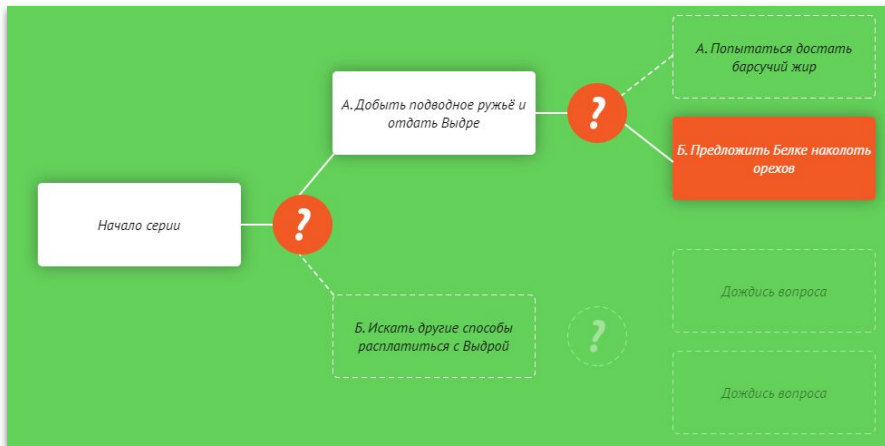 А. Попытаться достать
барсучий жир
А. Добыть подводное ружьё и
отдать Выдре
?
Б. Предложить Белке наколоть
орехов
Начало серии
?
Дождись вопроса
Б. Искать другие способы
расплатиться с Выдрой
?
Дождись вопроса